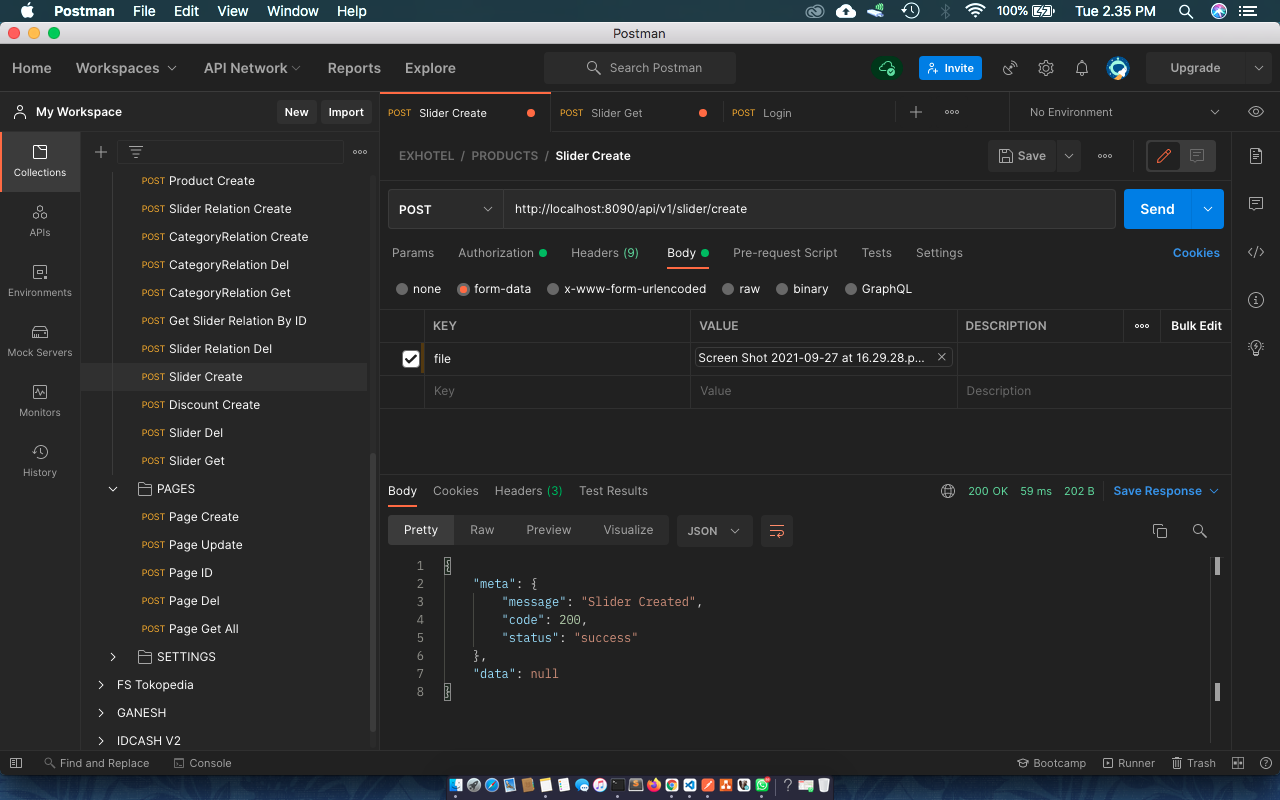 Postman File Edit View Window Help 100% Tue 2.35 PM
Postman
Home Workspaces API Network Reports Explore Search Postman Invite Upgrade
My Workspace New Import POST Slider Create POST Slider Get POST Login No Environment
EXHOTEL / PRODUCTS / Slider Create Save
Collections
APIs
Environments
Mock Servers
Monitors
History
POST Product Create
POST Slider Relation Create
POST CategoryRelation Create
POST CategoryRelation Del
POST CategoryRelation Get
POST Get Slider Relation By ID
POST Slider Relation Del
POST Slider Create
POST Discount Create
POST Slider Del
POST Slider Get
PAGES
POST Page Create
POST Page Update
POST Page ID
POST Page Del
POST Page Get All
SETTINGS
FS Tokopedia
GANESH
IDCASH V2
POST http://localhost:8090/api/v1/slider/create Send
Params Authorization Headers (9) Body Pre-request Script Tests Settings Cookies
none form-data x-www-form-urlencoded raw binary GraphQL
KEY VALUE DESCRIPTION Bulk Edit
file Screen Shot 2021-09-27 at 16.29.28.p...
Key Value Description
Body Cookies Headers (3) Test Results 200 OK 59 ms 202 B Save Response
Pretty Raw Preview Visualize JSON
1 {
2 "meta": {
3 "message": "Slider Created",
4 "code": 200,
5 "status": "success"
6 },
7 "data": null
8 }
Find and Replace Console Bootcamp Runner Trash